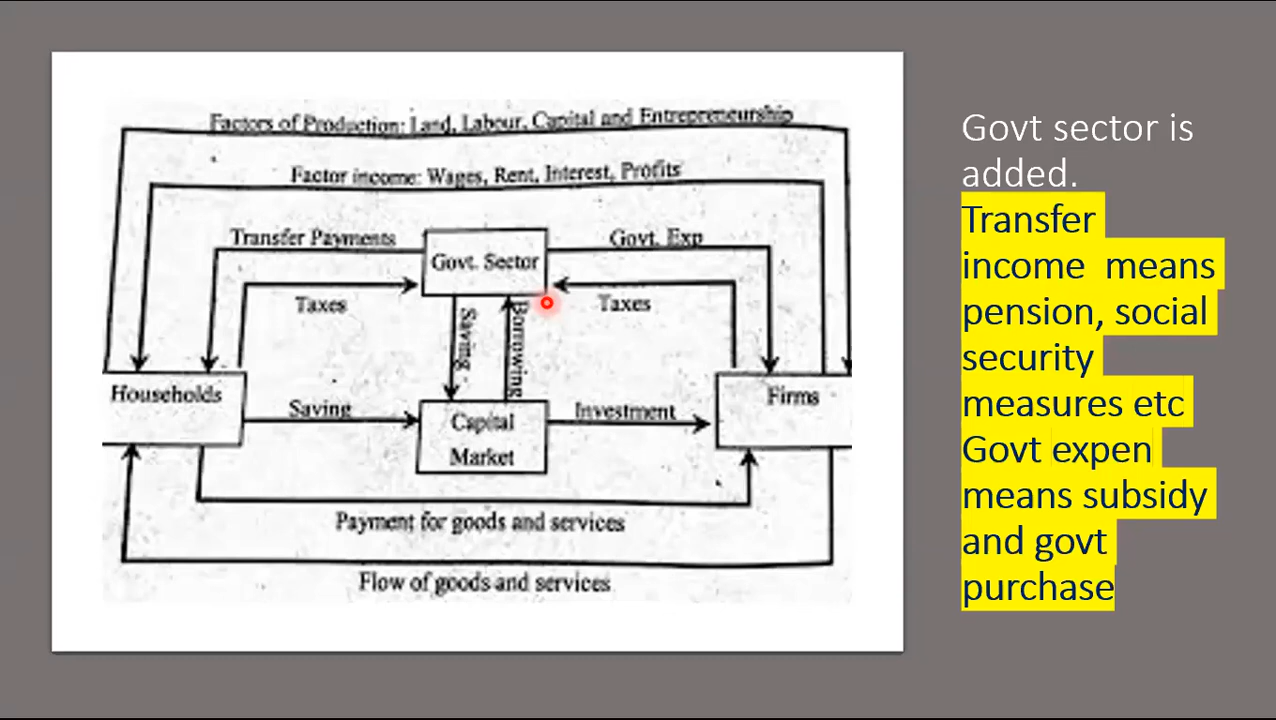 Factors of Production: Land, Labour, Capital and Entrepreneurship
Factor income: Wages, Rent, Interest, Profits
Transfer Payments
Govt. Sector
Govt. Exp
Taxes
Taxes
Saving
Borrowing
Households
Saving
Capital
Market
Investment
Firms
Payment for goods and services
Flow of goods and services
Govt sector is
added.
Transfer
income means
pension, social
security
measures etc
Govt expen
means subsidy
and govt
purchase